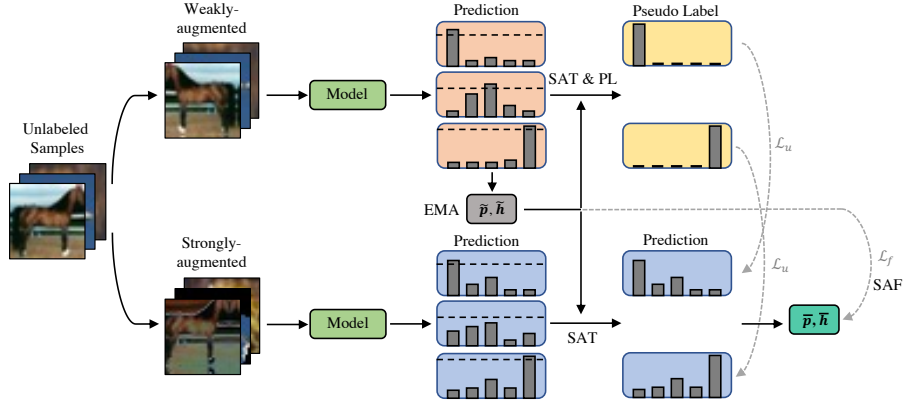 Weakly-
augmented
Prediction
Pseudo Label
SAT & PL
Model
Unlabeled
Samples
ℒ𝑢
EMA
p̃, h̃
Strongly-
augmented
Prediction
Prediction
ℒ𝑢
ℒ𝑓
SAF
Model
SAT
p̅, h̅